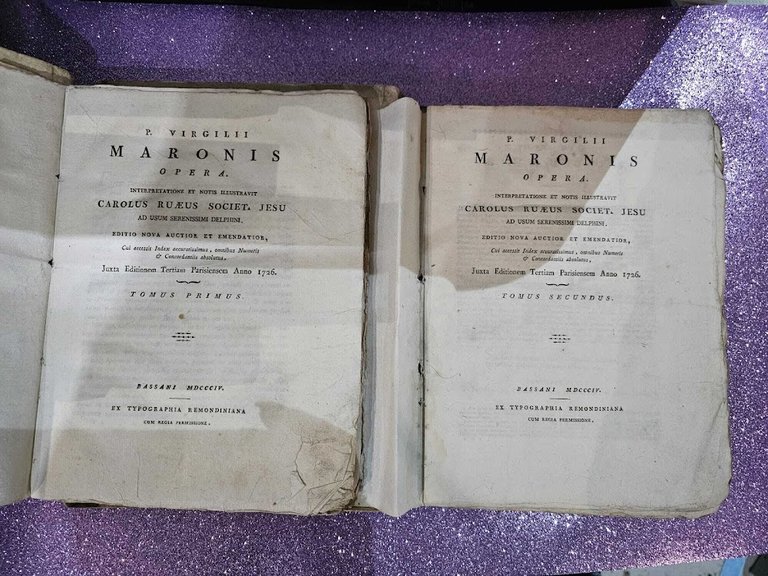 P. VIRGILII
MARONIS
OPERA.
INTERPRETATIONE ET NOTIS ILLUSTRAVIT
CAROLUS RUÆUS SOCIET. JESU
AD USUM SERENISSIMI DELPHINI.
EDITIO NOVA AUCTIOR ET EMENDATIOR,
Cui accessit Index accuratissimus, omnibus Numeris
& Concordantiis absolutus,
Juxta Editionem Tertiam Parisiensem Anno 1726.
TOMUS PRIMUS.
BASSANI MDCCCIV.
EX TYPOGRAPHIA REMONDINIANA
CUM REGIA PERMISSIONE,
P. VIRGILII
MARONIS
OPERA.
INTERPRETATIONE ET NOTIS ILLUSTRAVIT
CAROLUS RUÆUS SOCIET. JESU
AD USUM SERENISSIMI DELPHINI.
EDITIO NOVA AUCTIOR ET EMENDATIOR,
Cui accessit Index accuratissimus, omnibus Numeris
& Concordantiis absolutus,
Juxta Editionem Tertiam Parisiensem Anno 1726.
TOMUS SECUNDUS.
BASSANI MDCCCIV.
EX TYPOGRAPHIA REMONDINIANA
CUM REGIA PERMISSIONE,